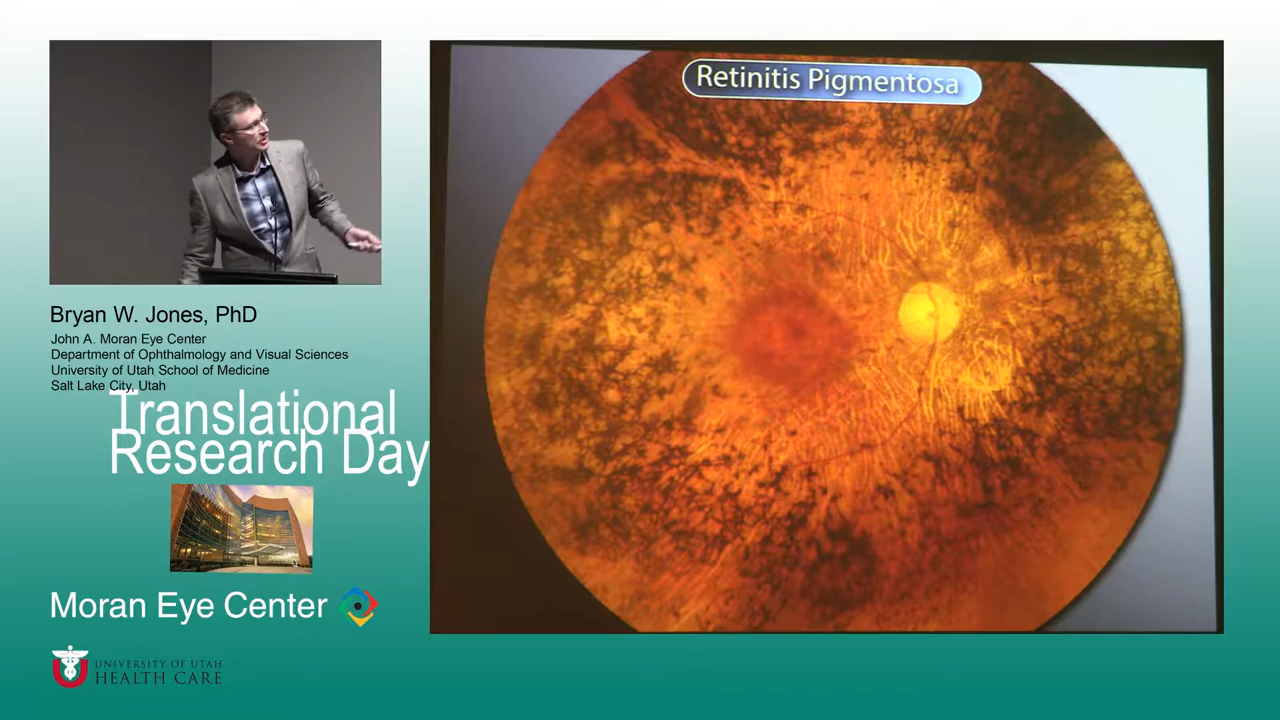 Retinitis Pigmentosa
Bryan W. Jones, PhD
John A. Moran Eye Center
Department of Ophthalmology and Visual Sciences
University of Utah School of Medicine
Salt Lake City, Utah
Translational
Research Day
Moran Eye Center
UNIVERSITY OF UTAH
HEALTH CARE